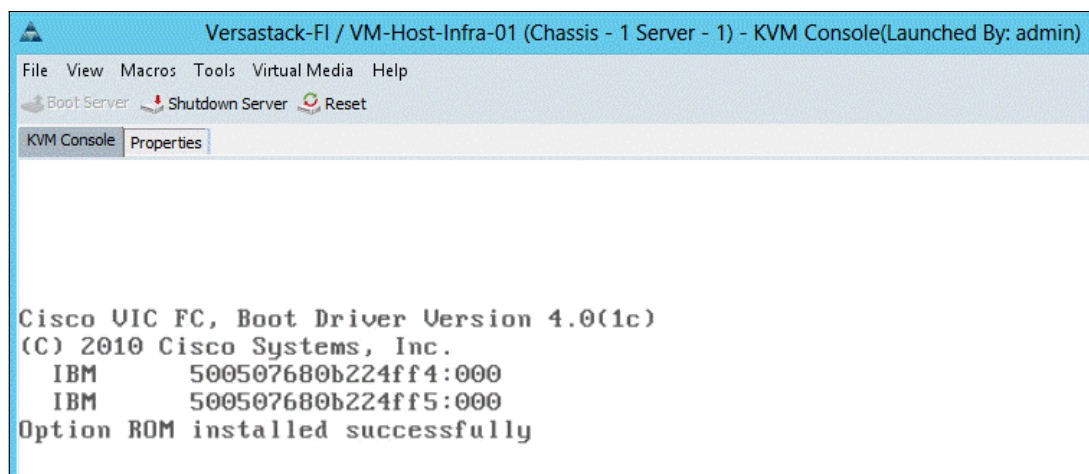 Versastack-FI / VM-Host-Infra-01 (Chassis - 1 Server - 1) - KVM Console(Launched By: admin)
File View Macros Tools Virtual Media Help
Boot Server Shutdown Server Reset
KVM Console Properties
Cisco VIC FC, Boot Driver Version 4.0(1c)
(C) 2010 Cisco Systems, Inc.
IBM 500507680b224ff4:000
IBM 500507680b224ff5:000
Option ROM installed successfully